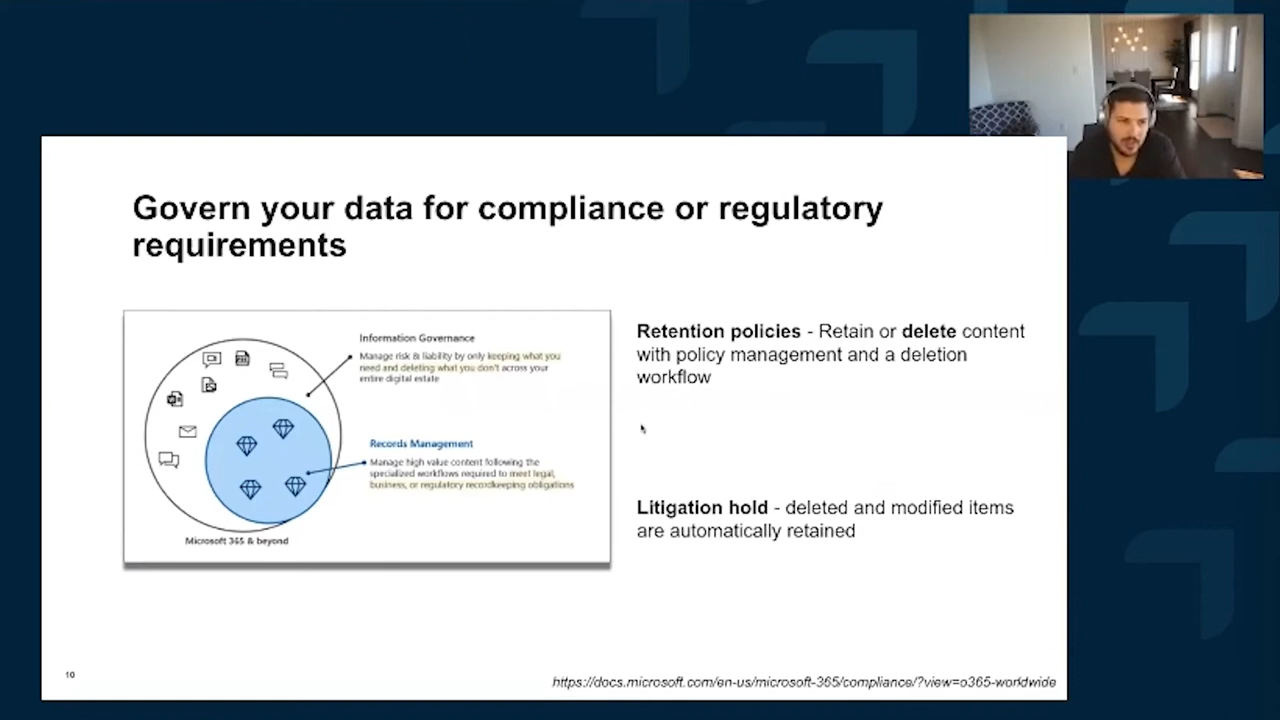 Govern your data for compliance or regulatory
requirements
Information Governance
Manage risk & liability by only keeping what you
need and deleting what you don't across your
entire digital estate
Records Management
Manage high value content following the
specialized workflows required to meet legal,
business, or regulatory recordkeeping obligations
Microsoft 365 & beyond
Retention policies - Retain or delete content
with policy management and a deletion
workflow
Litigation hold - deleted and modified items
are automatically retained
10
https://docs.microsoft.com/en-us/microsoft-365/compliance/?view=o365-worldwide